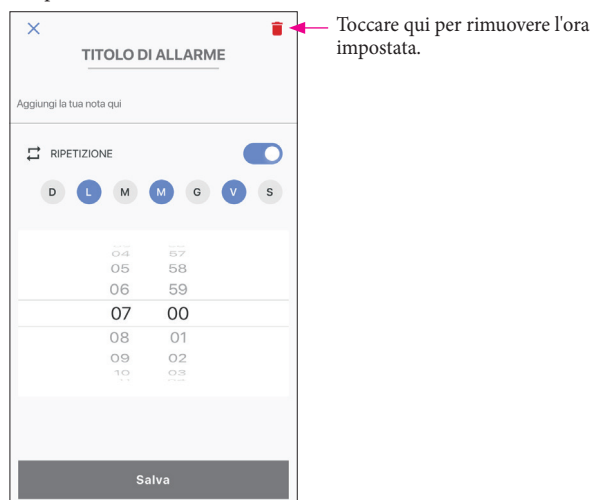 Toccare qui per rimuovere l'ora
impostata.
TITOLO DI ALLARME
Aggiungi la tua nota qui
RIPETIZIONE
D L M M G V S
04 57
05 58
06 59
07 00
08 01
09 02
10 03
Salva